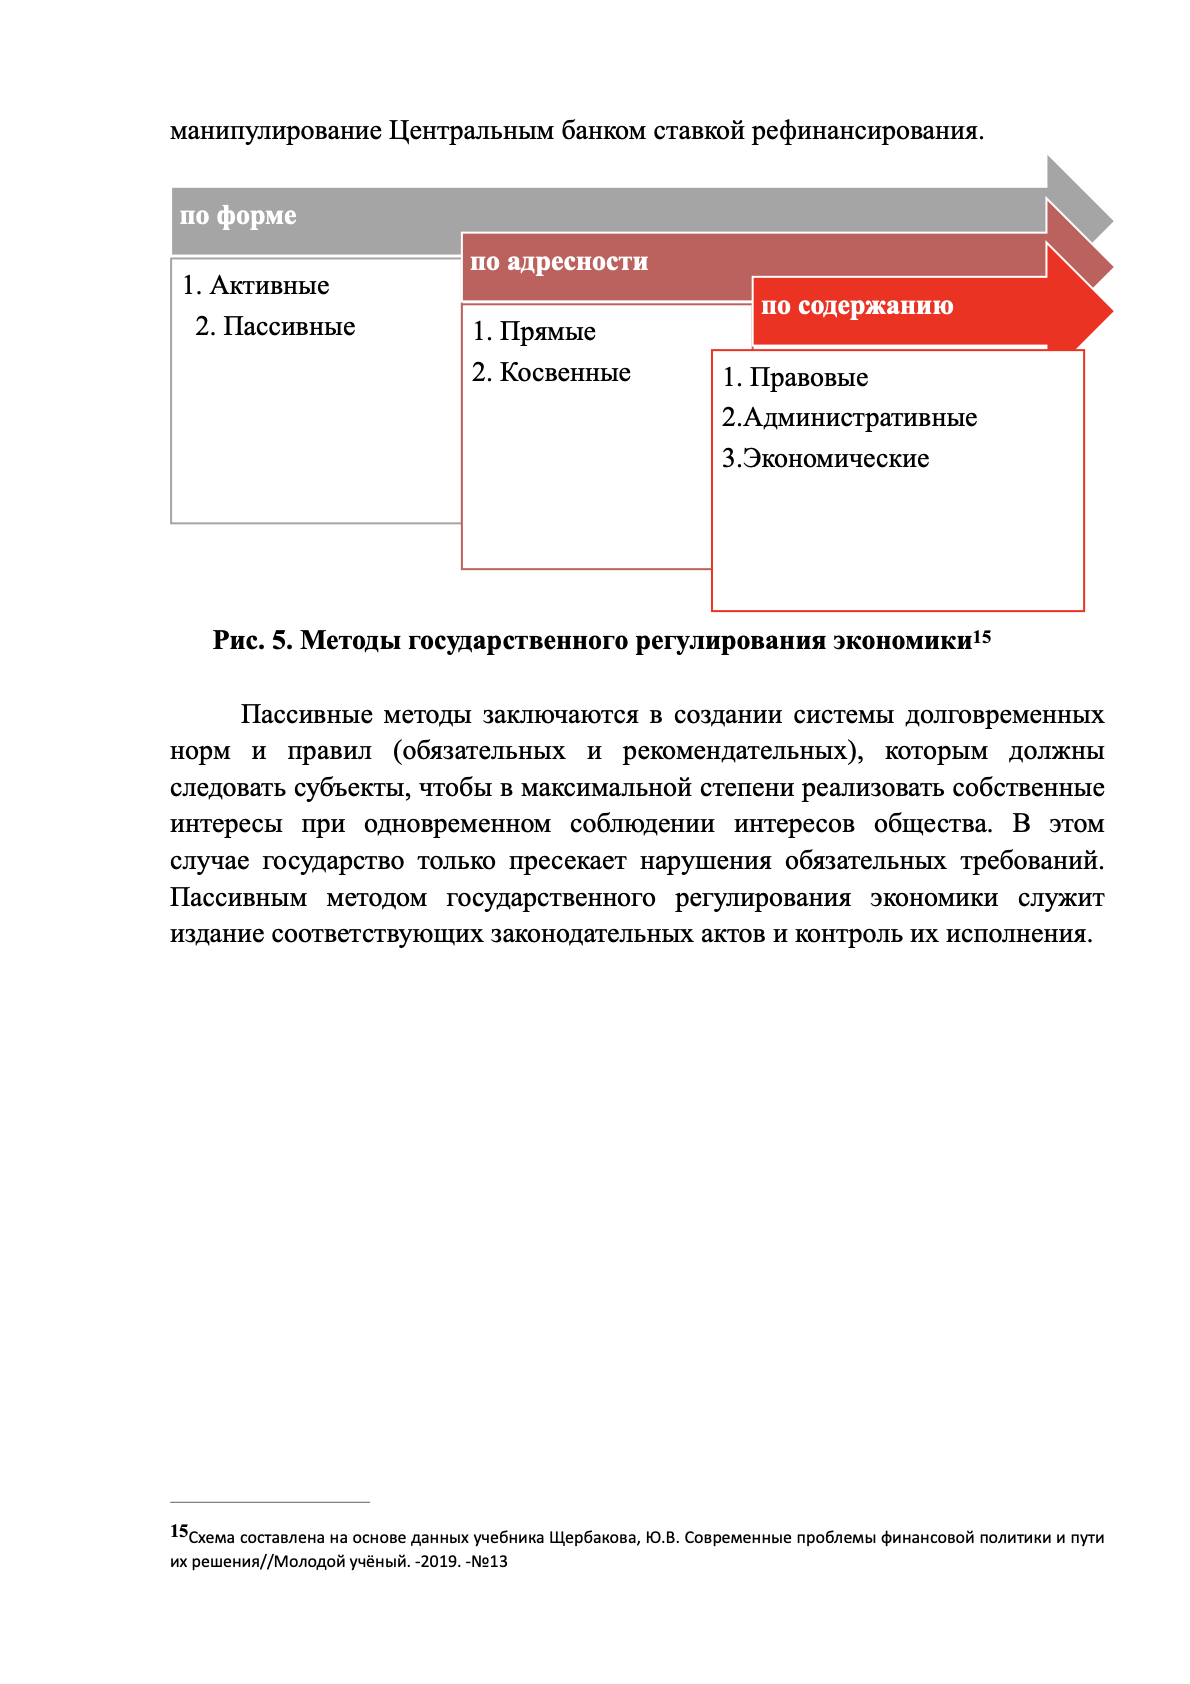 манипулирование Центральным банком ставкой рефинансирования.
по форме
1. Активные
2. Пассивные
по адресности
1. Прямые
2. Косвенные
по содержанию
1. Правовые
2.Административные
3.Экономические
Рис. 5. Методы государственного регулирования экономики15
Пассивные методы заключаются в создании системы долговременных
норм и правил (обязательных и рекомендательных), которым должны
следовать субъекты, чтобы в максимальной степени реализовать собственные
интересы при одновременном соблюдении интересов общества. В этом
случае государство только пресекает нарушения обязательных требований.
Пассивным методом государственного регулирования экономики служит
издание соответствующих законодательных актов и контроль их исполнения.
15Схема составлена на основе данных учебника Щербакова, Ю.В. Современные проблемы финансовой политики и пути
их решения//Молодой учёный. -2019. -№13